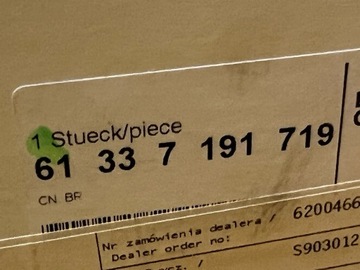 1 Stueck/piece
61 33 7 191 719
CN BR
Nr zamówienia dealera / 6200466
Dealer order no:
S903012